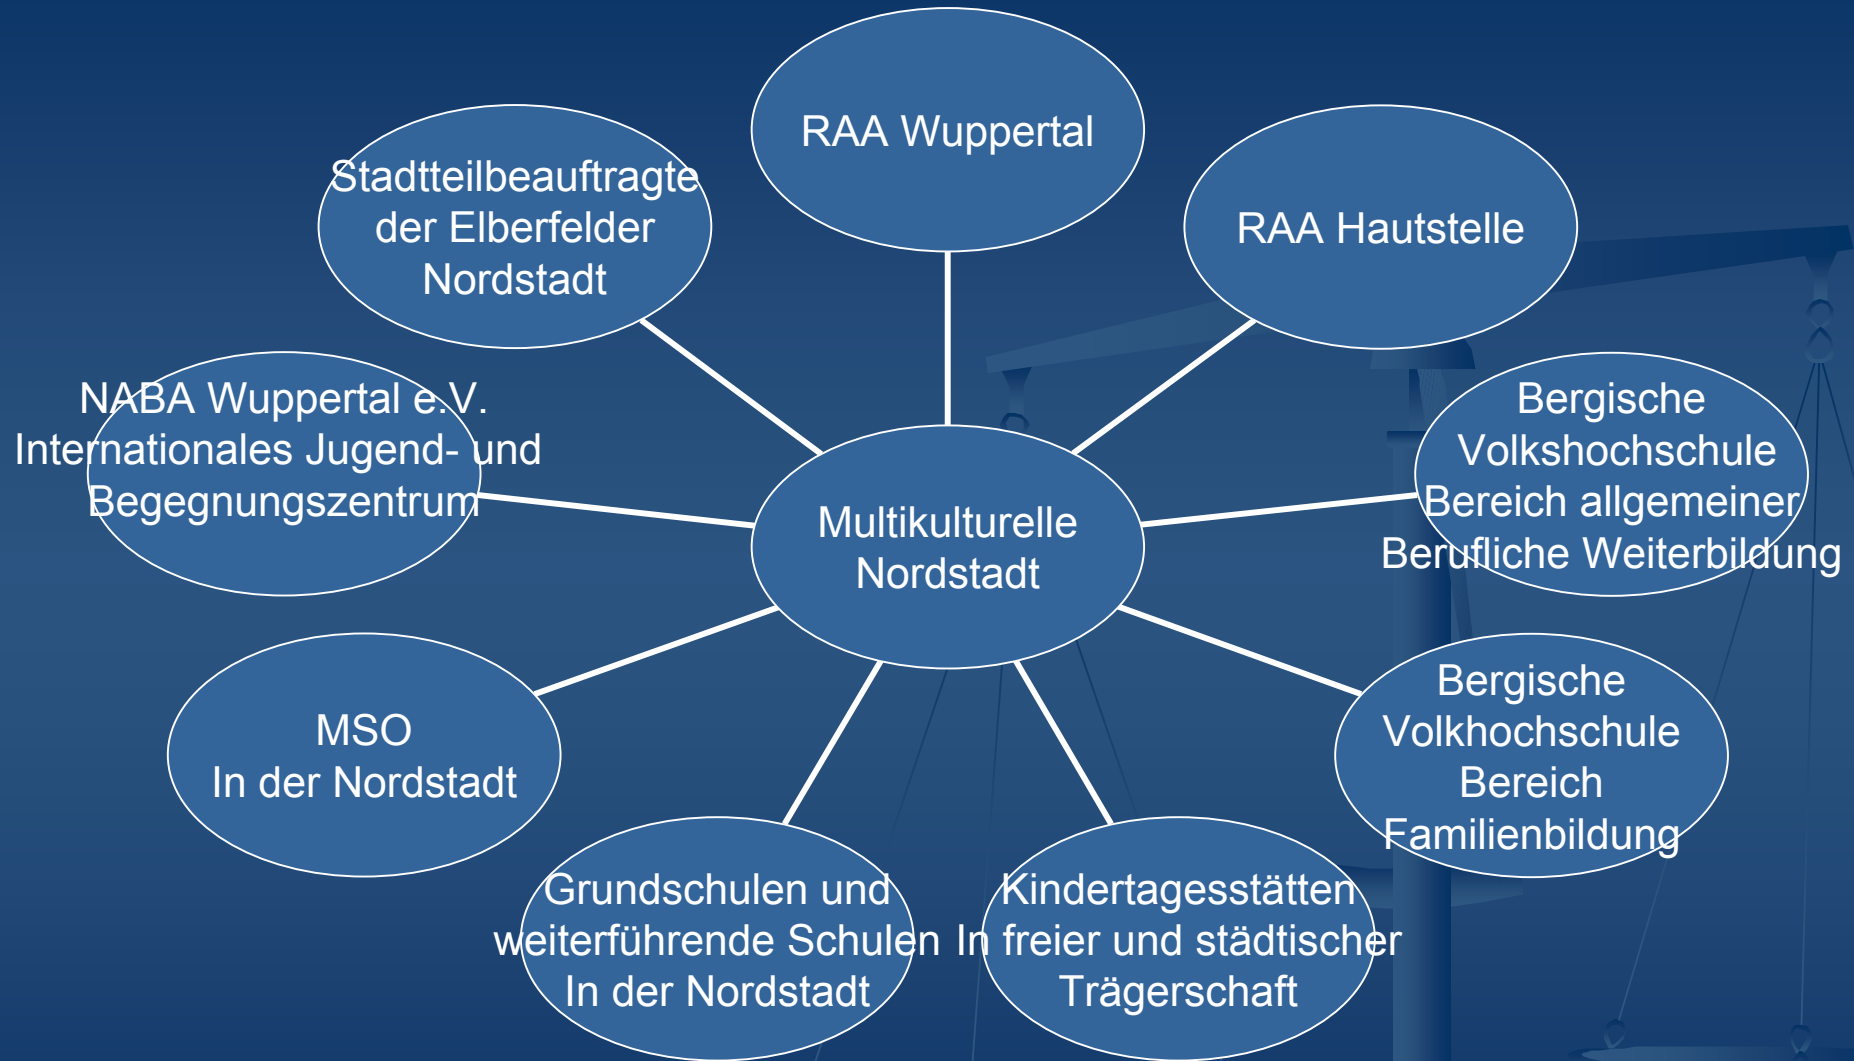 RAA Wuppertal
Stadtteilbeauftragte
der Elberfelder
Nordstadt
RAA Hautstelle
NABA Wuppertal e.V.
Internationales Jugend- und
Begegnungszentrum
Bergische
Volkshochschule
Bereich allgemeiner
Berufliche Weiterbildung
Multikulturelle
Nordstadt
MSO
In der Nordstadt
Bergische
Volkhochschule
Bereich
Familienbildung
Grundschulen und
weiterführende Schulen
In der Nordstadt
Kindertagesstätten
In freier und städtischer
Trägerschaft